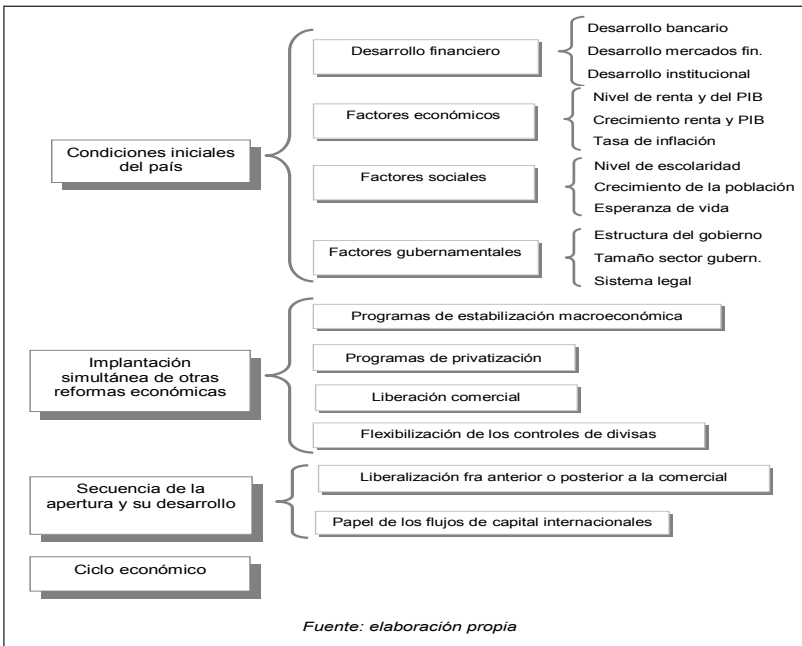 Condiciones iniciales
del país
Desarrollo financiero
Desarrollo bancario
Desarrollo mercados fin.
Desarrollo institucional
Factores económicos
Nivel de renta y del PIB
Crecimiento renta y PIB
Tasa de inflación
Factores sociales
Nivel de escolaridad
Crecimiento de la población
Esperanza de vida
Factores gubernamentales
Estructura del gobierno
Tamaño sector gubern.
Sistema legal
Implantación
simultánea de otras
reformas económicas
Programas de estabilización macroeconómica
Programas de privatización
Liberación comercial
Flexibilización de los controles de divisas
Secuencia de la
apertura y su desarrollo
Liberalización fra anterior o posterior a la comercial
Papel de los flujos de capital internacionales
Ciclo económico
Fuente: elaboración propia